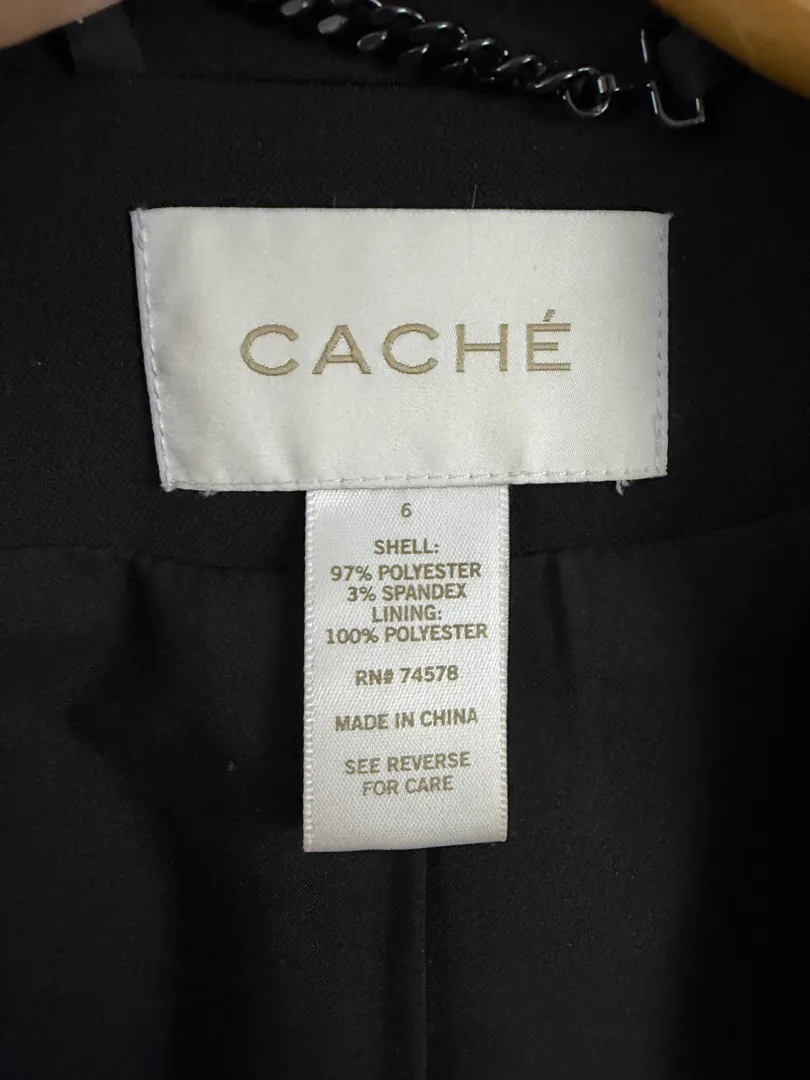 CACHÉ
6
SHELL:
97% POLYESTER
3% SPANDEX
LINING:
100% POLYESTER
RN# 74578
MADE IN CHINA
SEE REVERSE
FOR CARE